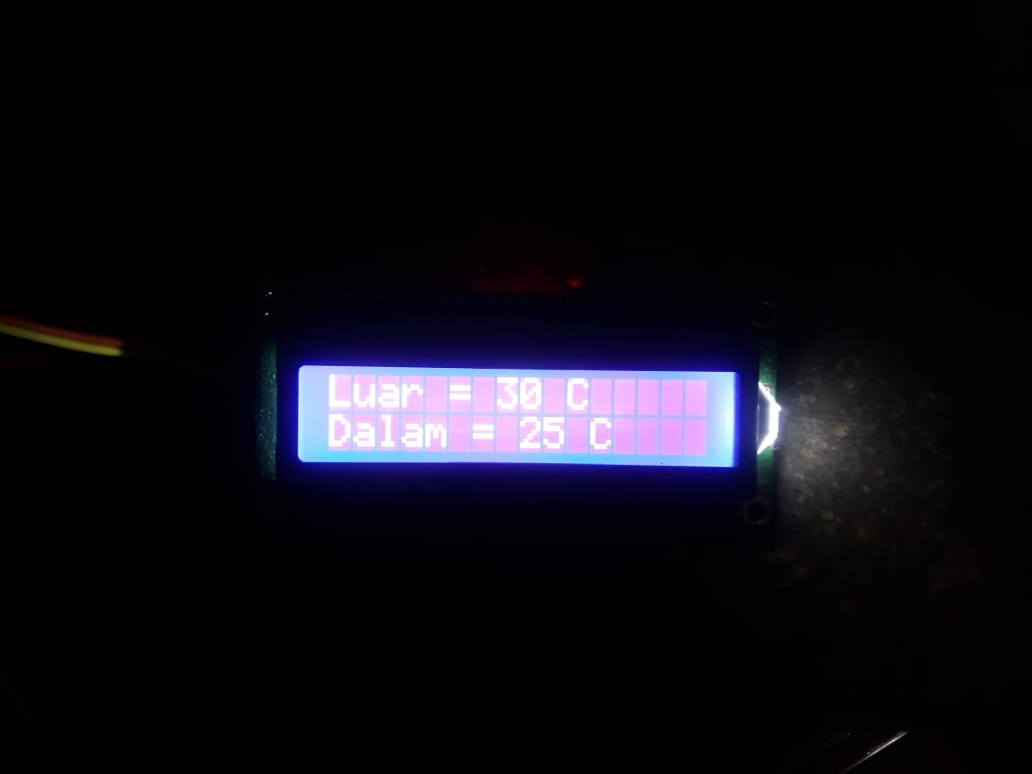 Luar = 30 C
Dalam = 25 C